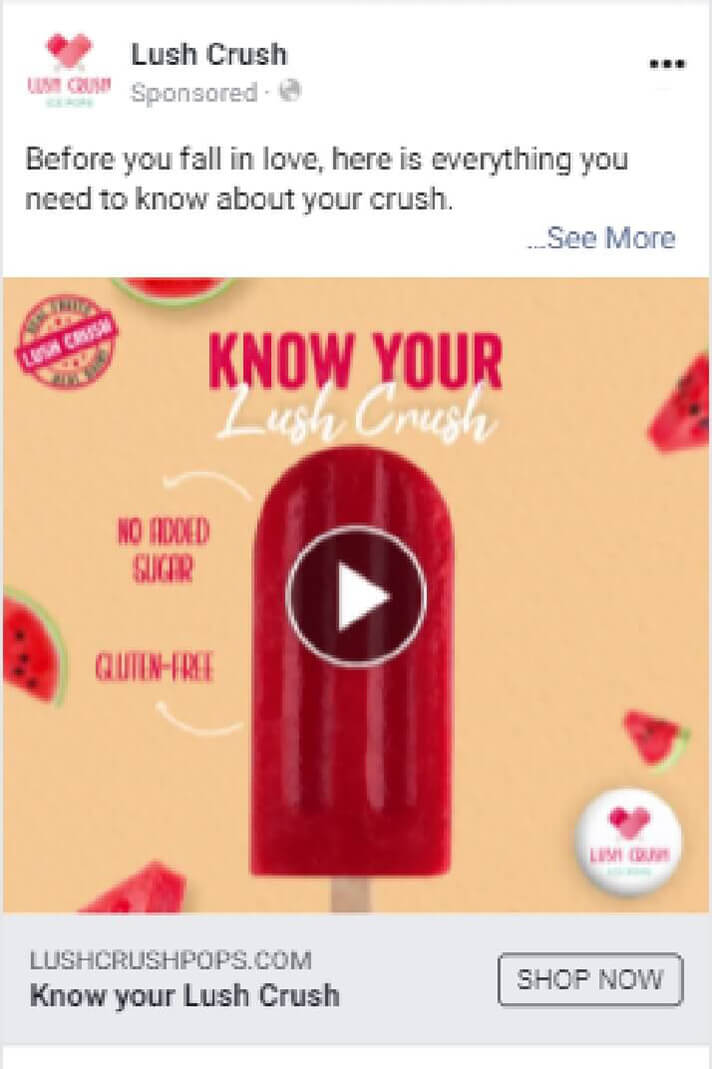 LUSH CRUSH
ICE POPS
Lush Crush
Sponsored ·
Before you fall in love, here is everything you
need to know about your crush.
...See More
REAL FRUITS
LUSH CRUSH
KNOW YOUR
Lush Crush
NO ADDED
SUGAR
GLUTEN-FREE
LUSH CRUSH
ICE POPS
LUSHCRUSHPOPS.COM
Know your Lush Crush
SHOP NOW